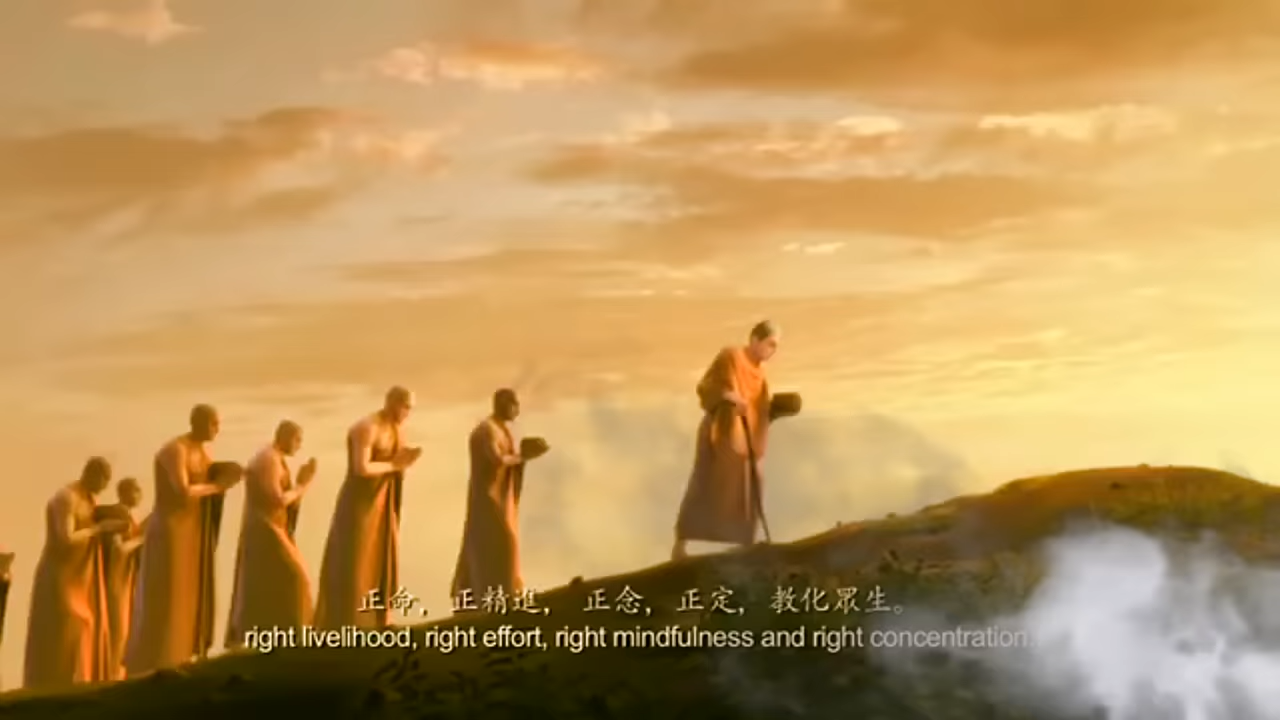 正命，正精進，正念，正定，教化眾生。
right livelihood, right effort, right mindfulness and right concentration.